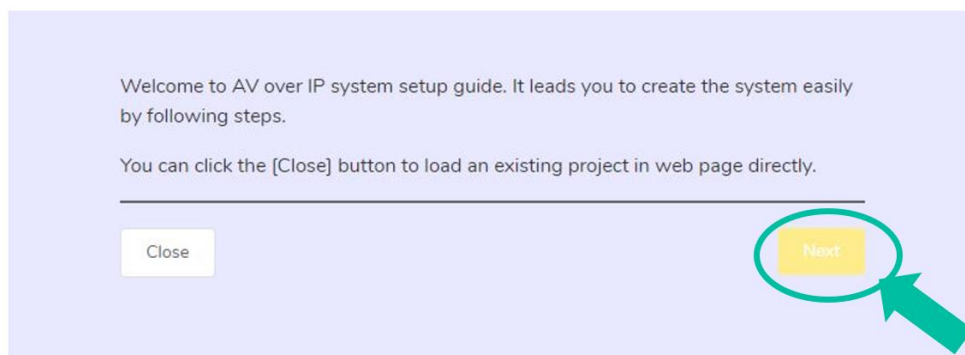 Welcome to AV over IP system setup guide. It leads you to create the system easily
by following steps.
You can click the [Close] button to load an existing project in web page directly.
Close
Next